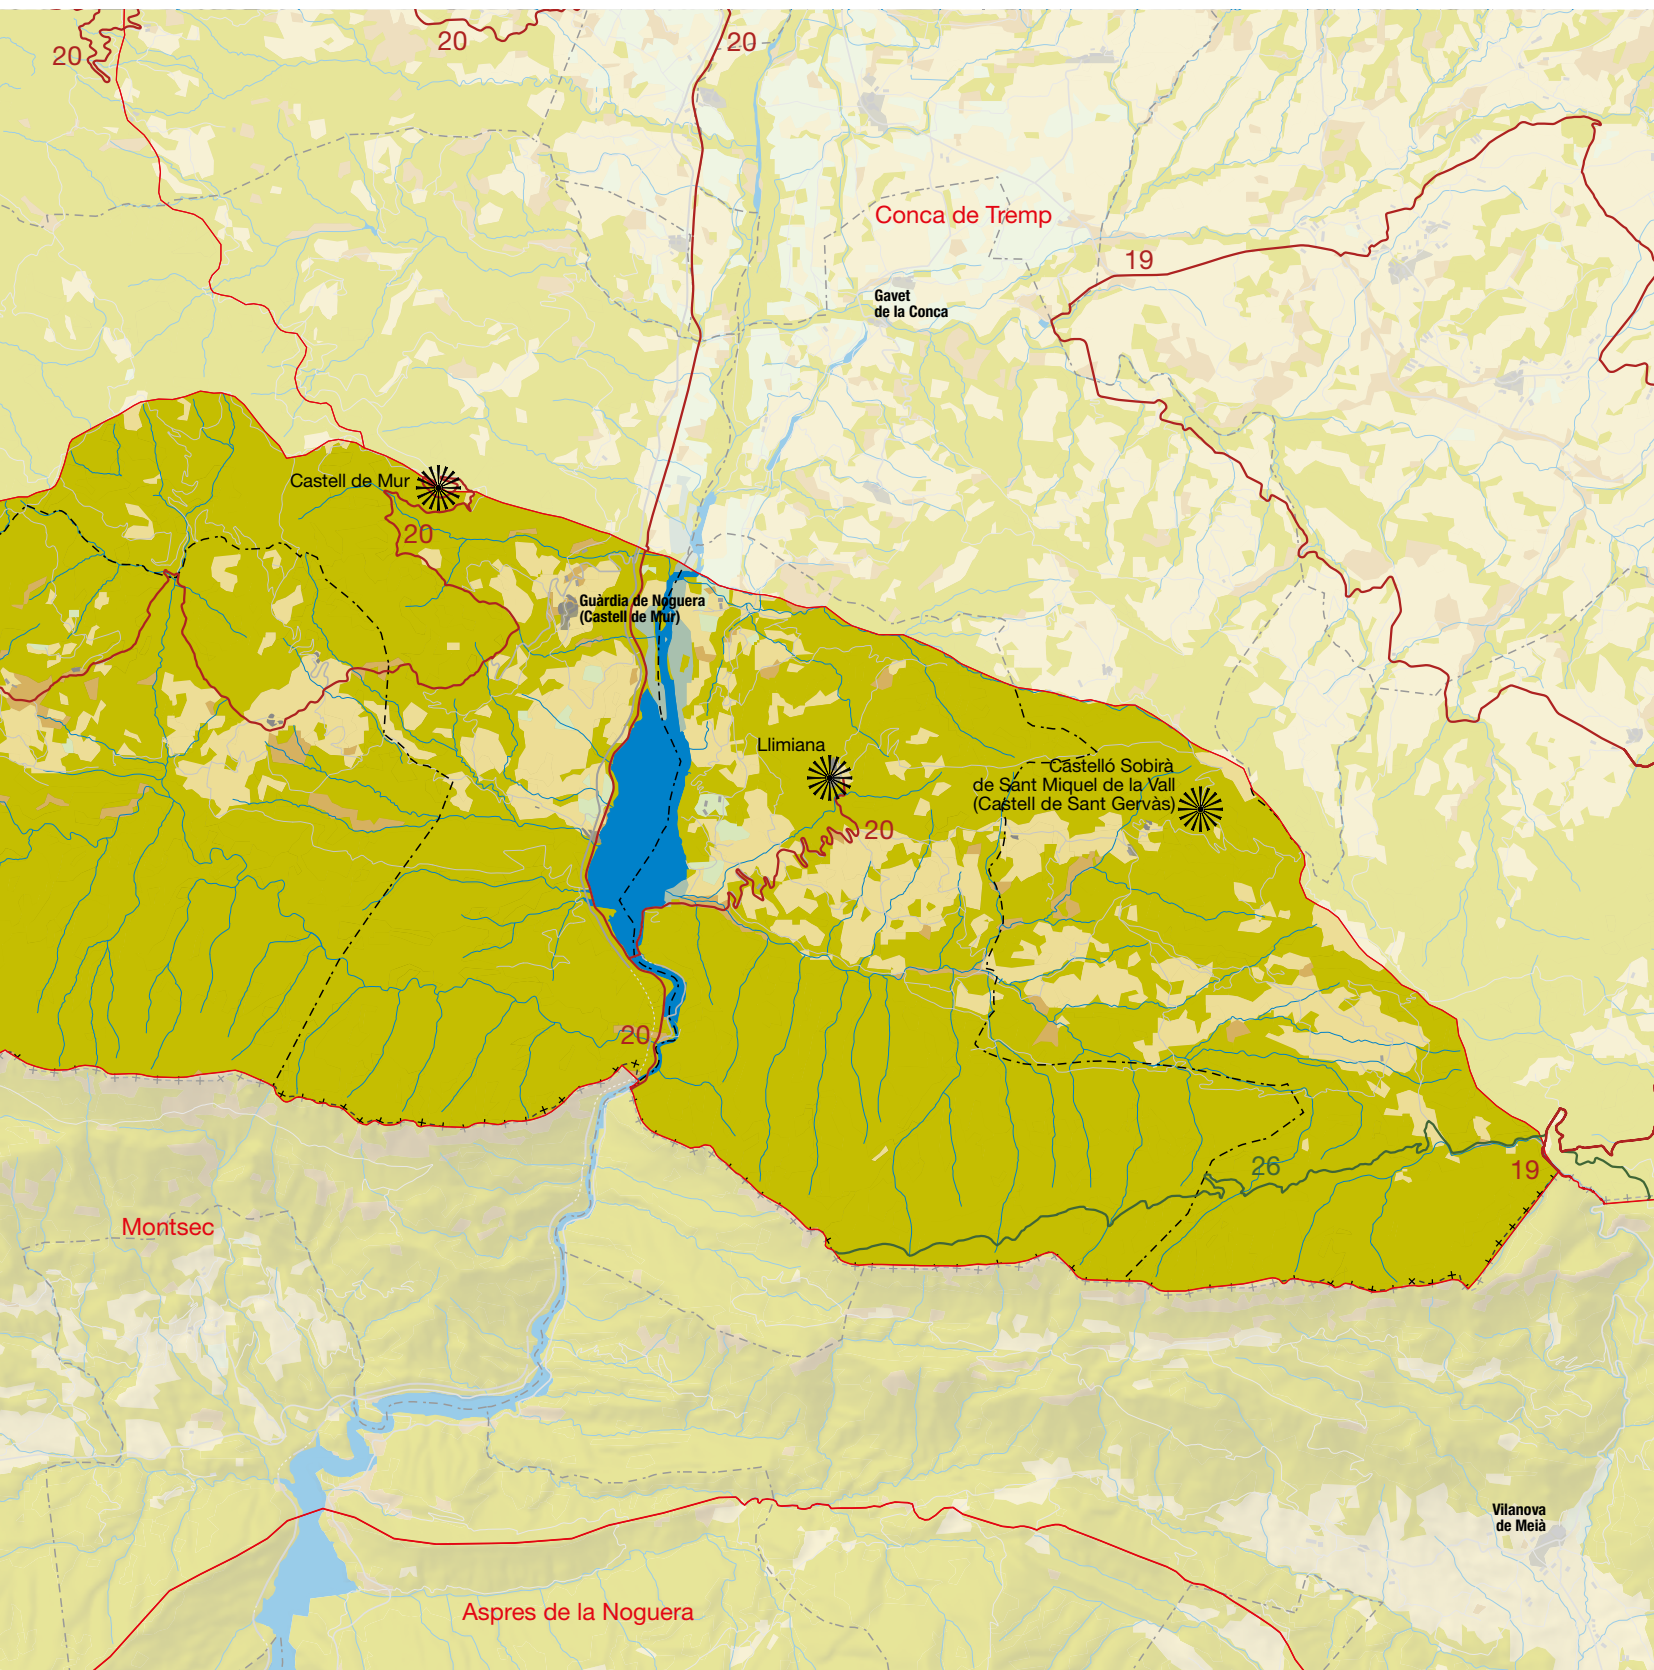 20
20
20
Conca de Tremp
19
Gavet
de la Conca
Castell de Mur
20
Guàrdia de Noguera
(Castell de Mur)
Llimiana
Castelló Sobirà
de Sant Miquel de la Vall
(Castell de Sant Gervàs)
20
20
26
19
Montsec
Vilanova
de Meià
Aspres de la Noguera